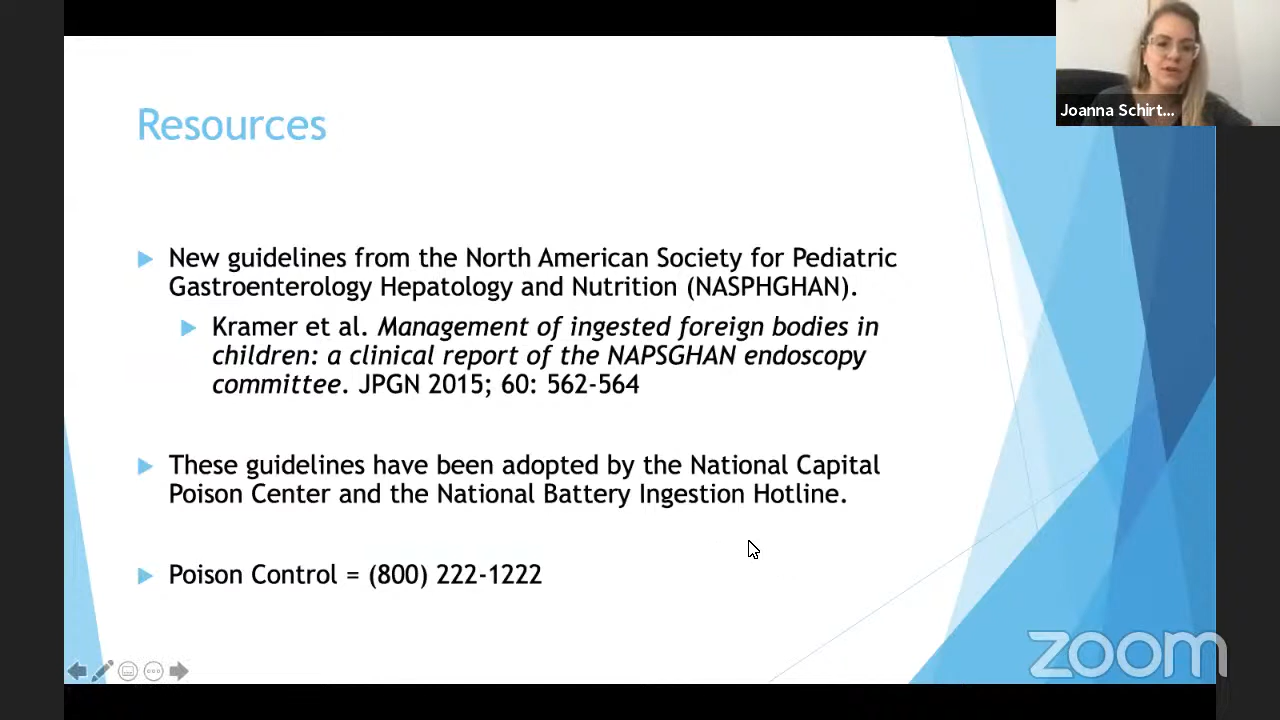 Joanna Schirt...
Resources
New guidelines from the North American Society for Pediatric
Gastroenterology Hepatology and Nutrition (NASPHGHAN).
Kramer et al. Management of ingested foreign bodies in
children: a clinical report of the NAPSGHAN endoscopy
committee. JPGN 2015; 60: 562-564
These guidelines have been adopted by the National Capital
Poison Center and the National Battery Ingestion Hotline.
Poison Control = (800) 222-1222
zoom